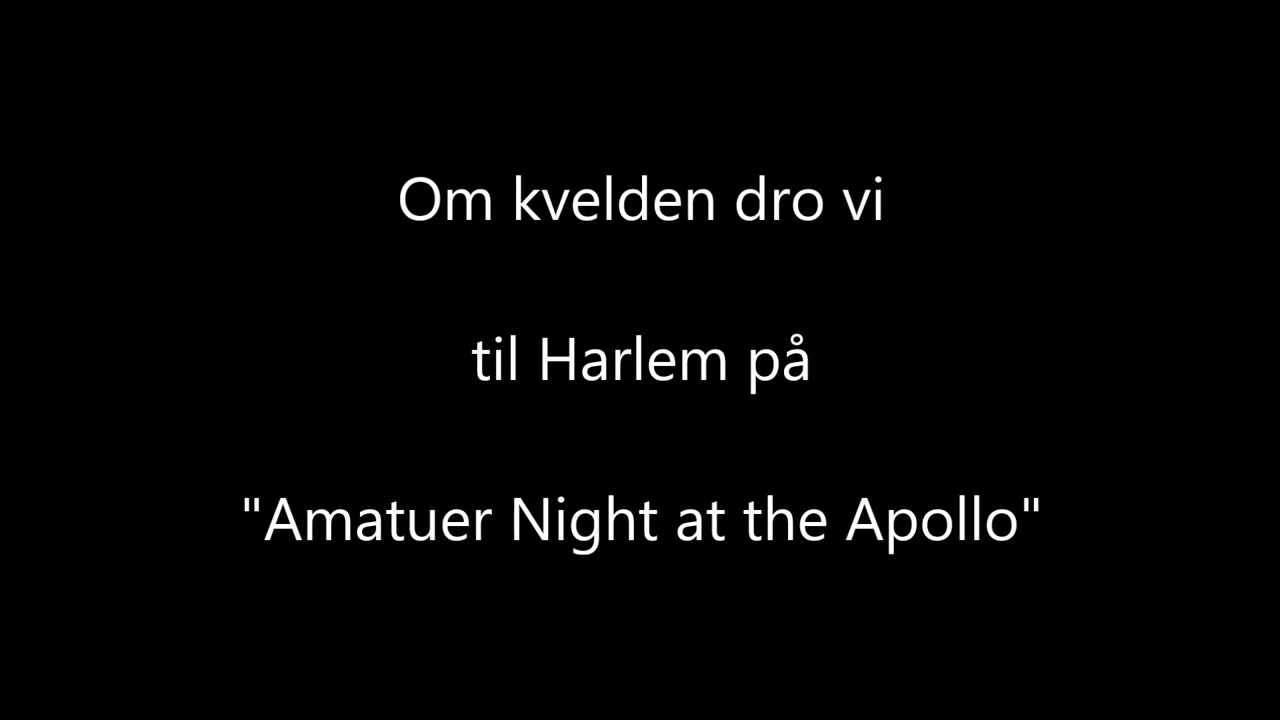 Om kvelden dro vi
til Harlem på
"Amatuer Night at the Apollo"